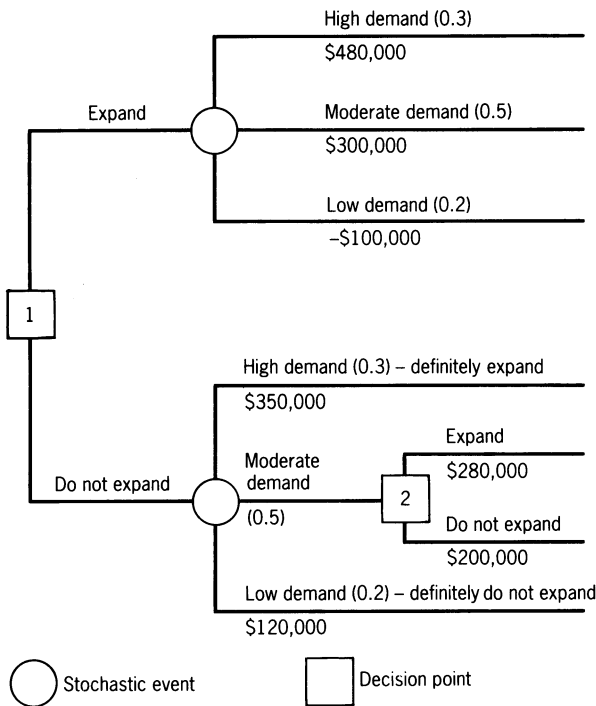 High demand (0.3)
$480,000
Expand
Moderate demand (0.5)
$300,000
Low demand (0.2)
–$100,000
1
High demand (0.3) – definitely expand
$350,000
Do not expand
Moderate
demand
(0.5)
2
Expand
$280,000
Do not expand
$200,000
Low demand (0.2) – definitely do not expand
$120,000
Stochastic event
Decision point